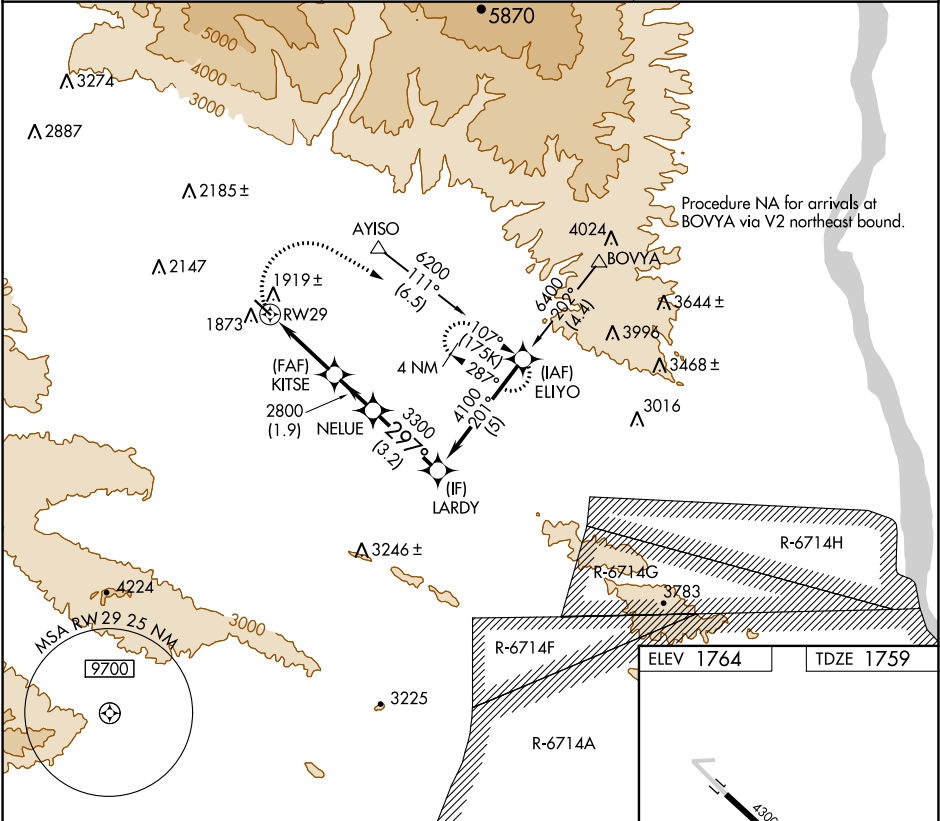 5870
5000
4000
3000
3274
2887
2185 ±
Procedure NA for arrivals at
BOVYA via V2 northeast bound.
AYISO
4024
BOVYA
6200
111°
(6.5)
2147
1919 ±
6400
202°
(4.4)
3644 ±
1873
RW29
107°
(175K)
3996
4 NM
287°
(IAF)
ELIYO
3468 ±
(FAF)
KITSE
2800
(1.9)
NELUE
3300
297°
(3.2)
4100
201°
(5)
3016
(IF)
LARDY
R-6714H
3246 ±
R-6714G
4224
3783
3000
MSA RW29 25 NM
9700
R-6714F
ELEV 1764
TDZE 1759
3225
R-6714A
4300